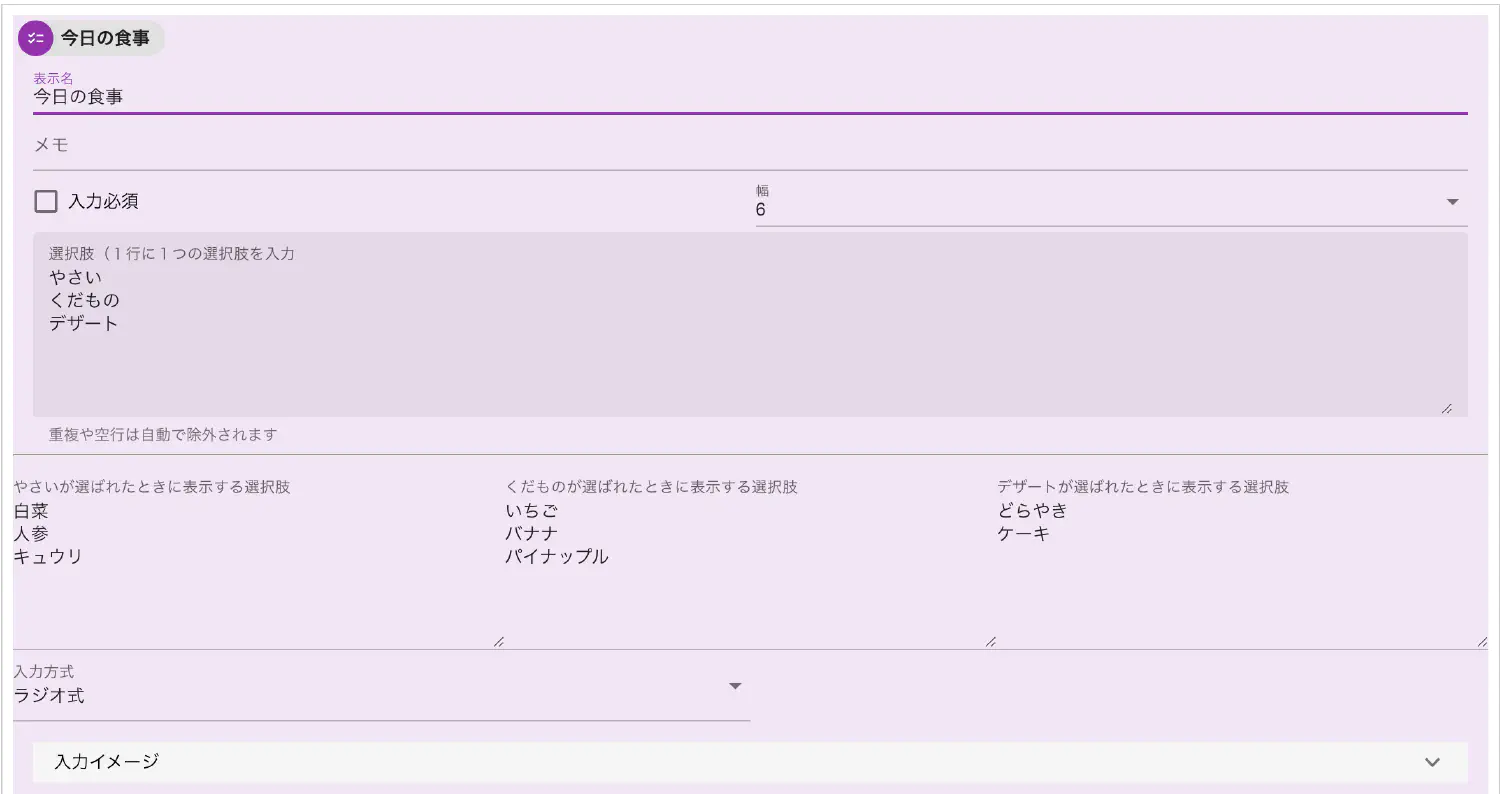 今日の食事
表示名
今日の食事
メモ
入力必須
幅
6
選択肢（１行に１つの選択肢を入力
やさい
くだもの
デザート
重複や空行は自動で除外されます
やさいが選ばれたときに表示する選択肢
白菜
人参
キュウリ
くだものが選ばれたときに表示する選択肢
いちご
バナナ
パイナップル
デザートが選ばれたときに表示する選択肢
どらやき
ケーキ
入力方式
ラジオ式
入力イメージ